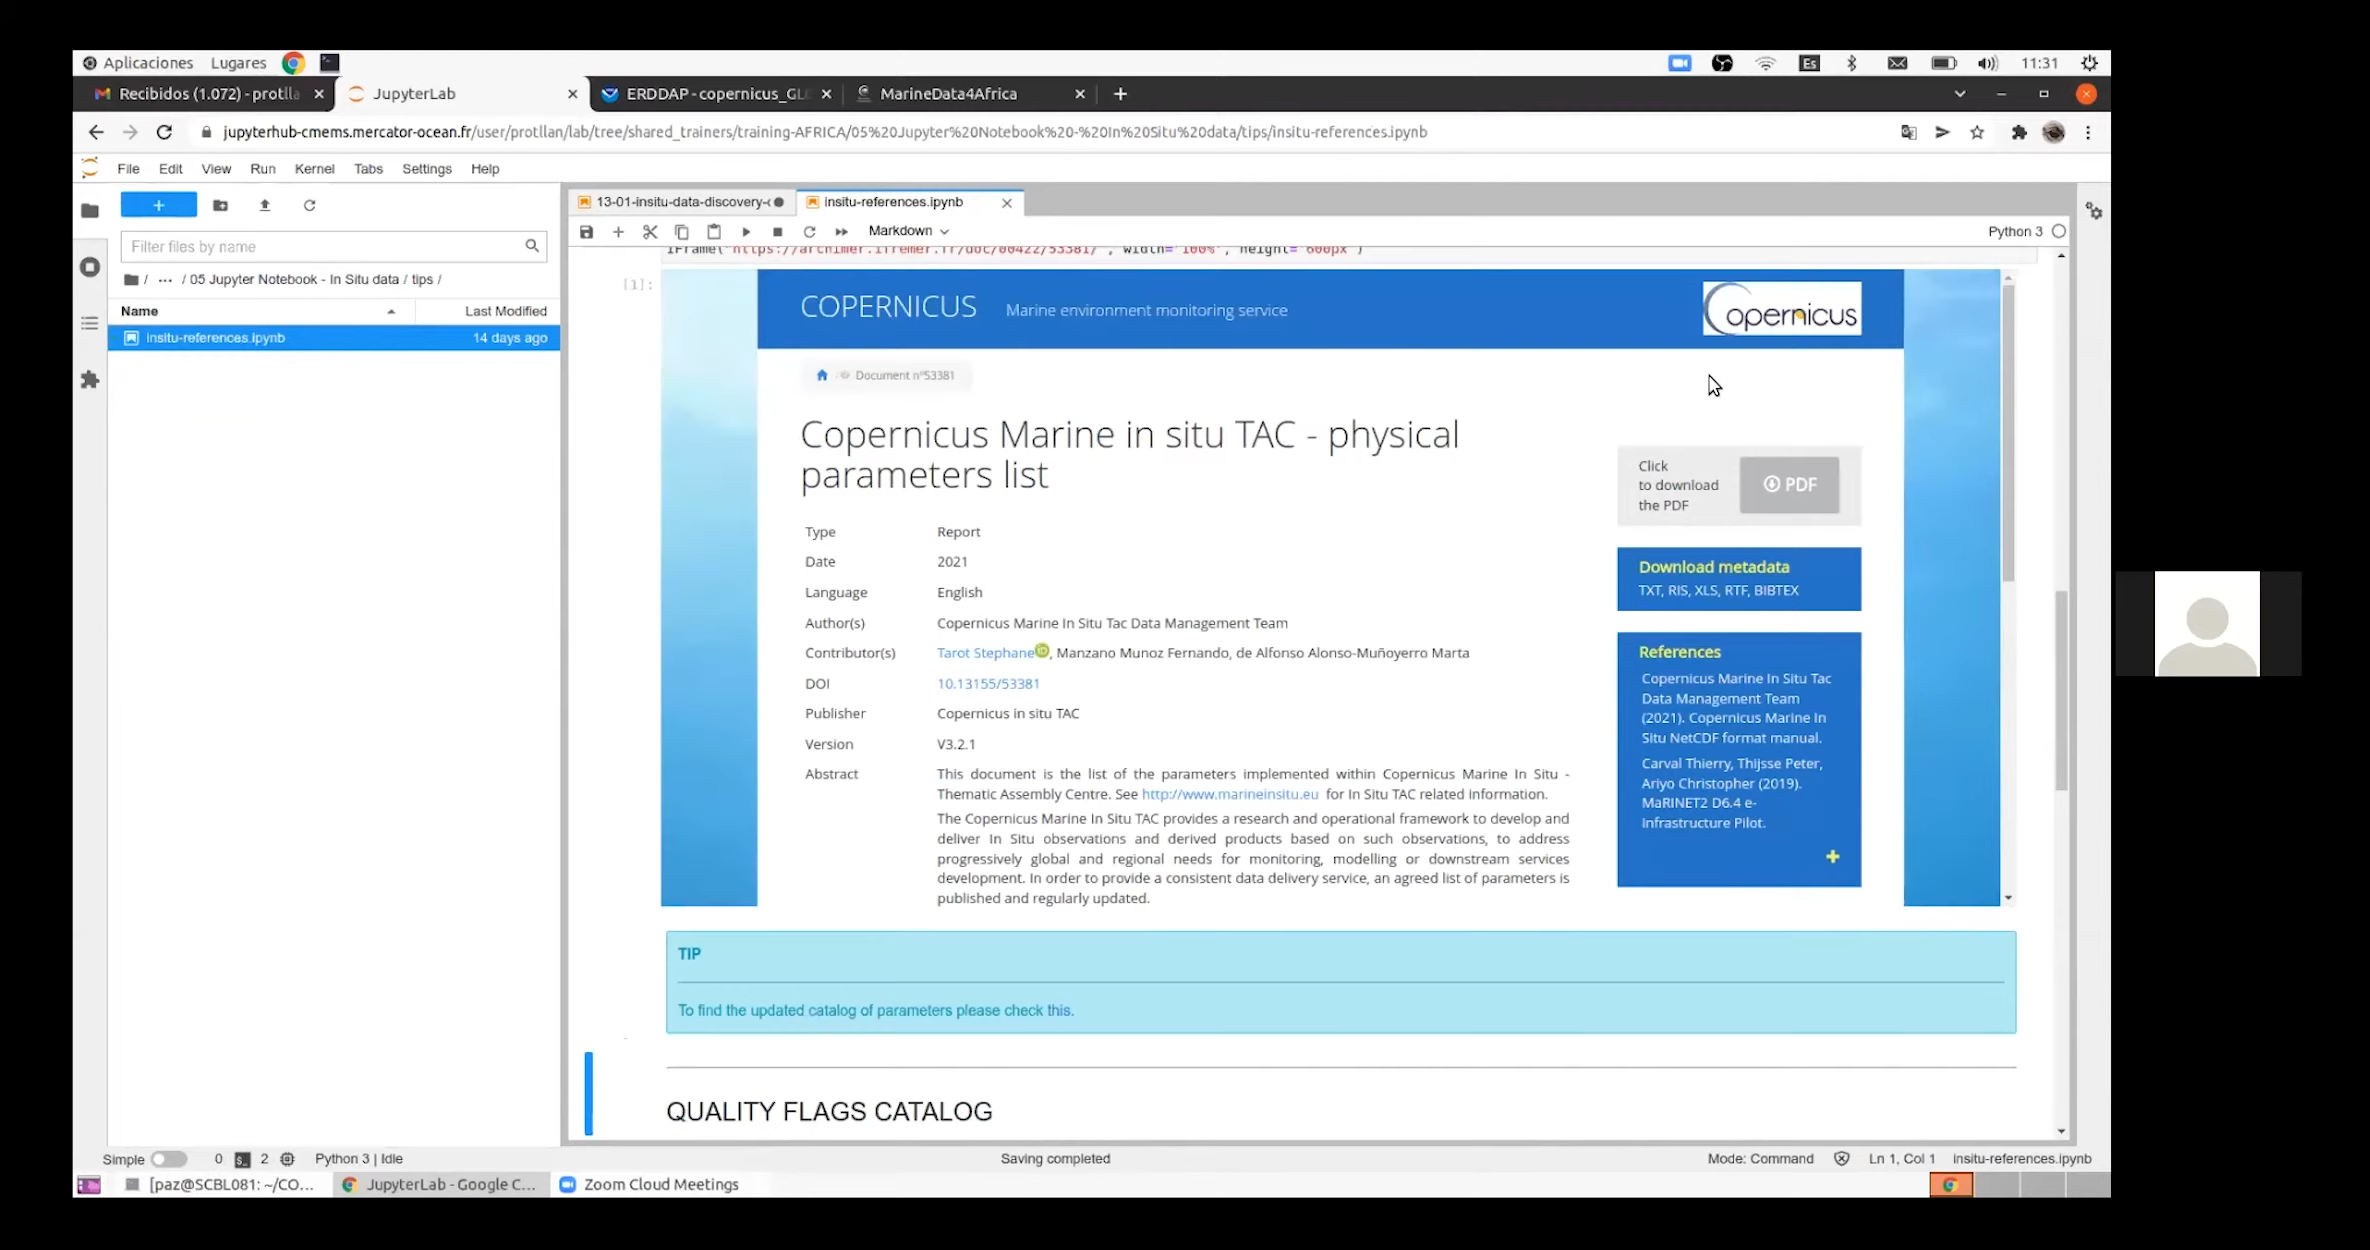 Aplicaciones Lugares Es 11:31
Recibidos (1.072) - protlla JupyterLab ERDDAP - copernicus_GL MarineData4Africa
jupyterhub-cmems.mercator-ocean.fr/user/protllan/lab/tree/shared_trainers/training-AFRICA/05%20Jupyter%20Notebook%20-%20In%20Situ%20data/tips/insitu-references.ipynb
File Edit View Run Kernel Tabs Settings Help
13-01-insitu-data-discovery-c insitu-references.ipynb
Markdown Python 3
Filter files by name
/ ... / 05 Jupyter Notebook - In Situ data / tips /
Name Last Modified
insitu-references.ipynb 14 days ago
IFrame("https://archimer.ifremer.fr/doc/00422/53381/", width='100%', height='600px')
[1]:
COPERNICUS Marine environment monitoring service
opernicus
Document n°53381
Copernicus Marine in situ TAC - physical
parameters list
Click
to download
the PDF
PDF
Type Report
Date 2021
Language English
Author(s) Copernicus Marine In Situ Tac Data Management Team
Contributor(s) Tarot Stephane iD, Manzano Munoz Fernando, de Alfonso Alonso-Muñoyerro Marta
DOI 10.13155/53381
Publisher Copernicus in situ TAC
Version V3.2.1
Abstract This document is the list of the parameters implemented within Copernicus Marine In Situ -
Thematic Assembly Centre. See http://www.marineinsitu.eu for In Situ TAC related information.
The Copernicus Marine In Situ TAC provides a research and operational framework to develop and
deliver In Situ observations and derived products based on such observations, to address
progressively global and regional needs for monitoring, modelling or downstream services
development. In order to provide a consistent data delivery service, an agreed list of parameters is
published and regularly updated.
Download metadata
TXT, RIS, XLS, RTF, BIBTEX
References
Copernicus Marine In Situ Tac
Data Management Team
(2021). Copernicus Marine In
Situ NetCDF format manual.
Carval Thierry, Thijsse Peter,
Ariyo Christopher (2019).
MaRINET2 D6.4 e-
Infrastructure Pilot.
TIP
To find the updated catalog of parameters please check this.
QUALITY FLAGS CATALOG
Simple 0 2 Python 3 | Idle Saving completed Mode: Command Ln 1, Col 1 insitu-references.ipynb
[paz@SCBL081: ~/CO... JupyterLab - Google C... Zoom Cloud Meetings